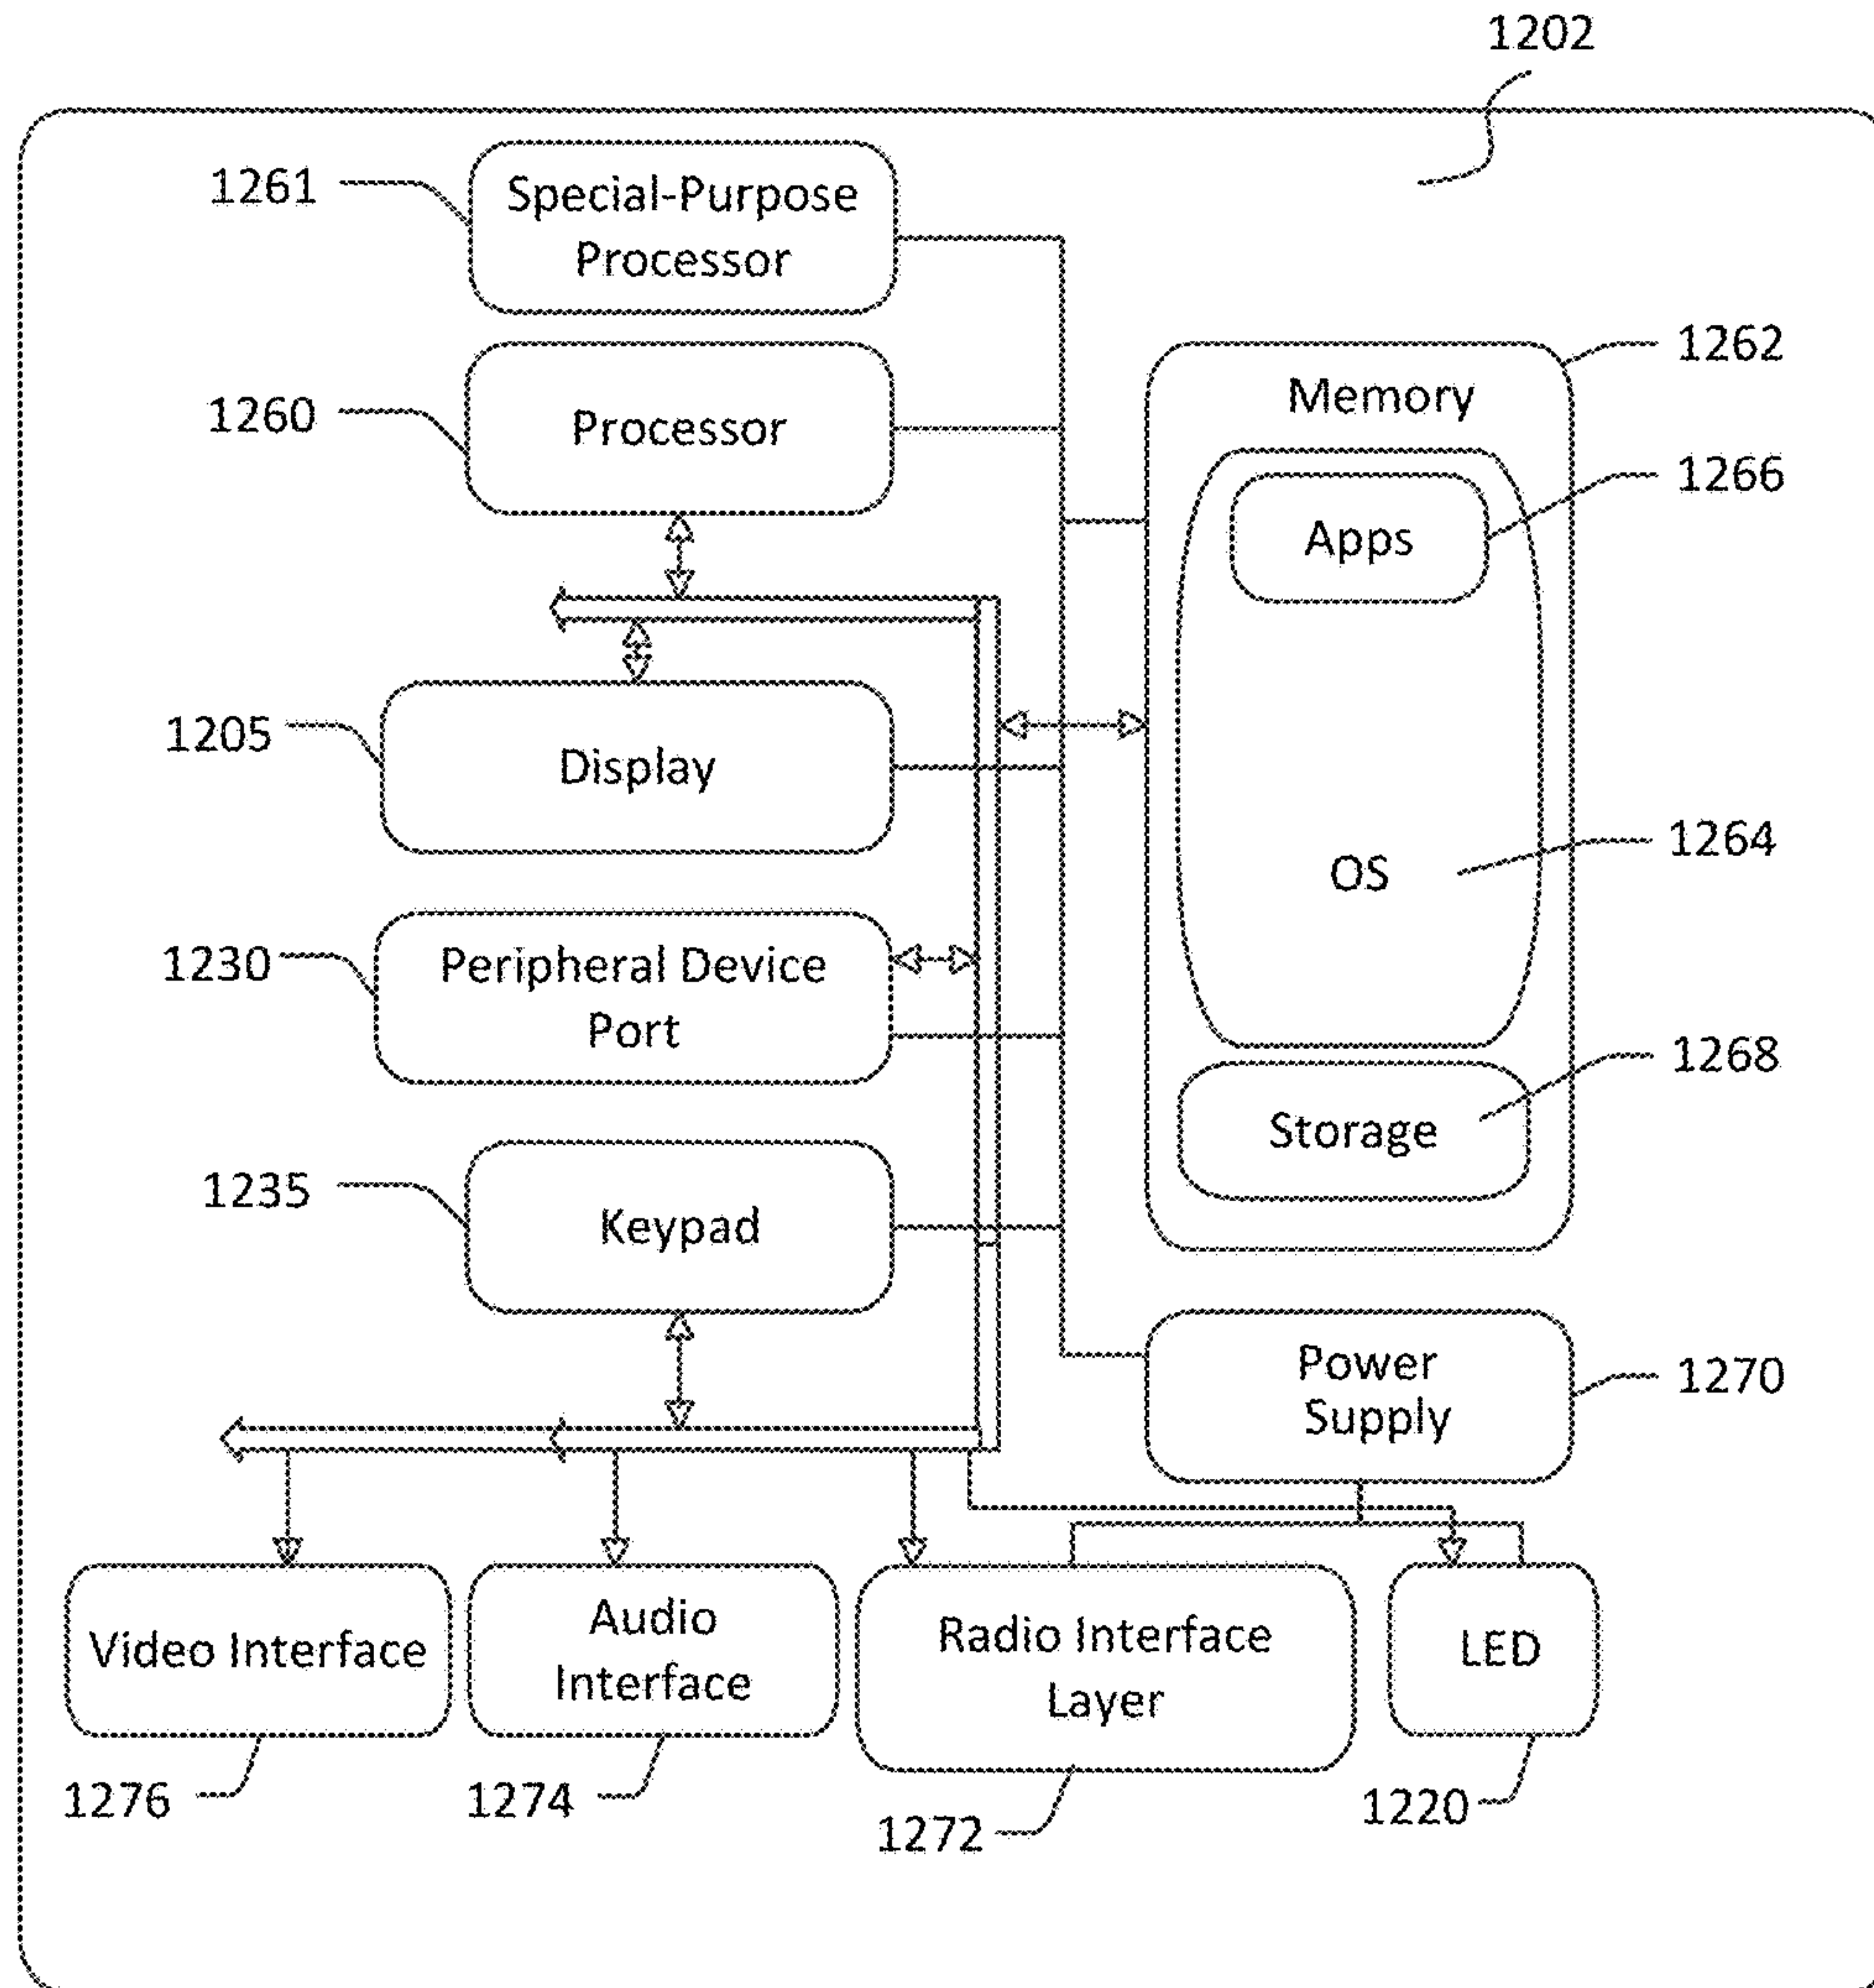 1202
1261
Special-Purpose
Processor
1262
Memory
1260
Processor
1266
Apps
1205
Display
1264
OS
1230
Peripheral Device
Port
1268
Storage
1235
Keypad
Power
Supply
1270
Video Interface
Audio
Interface
Radio Interface
Layer
LED
1276
1274
1272
1220